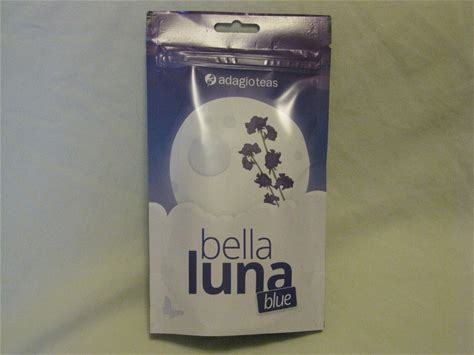 adagioteas
bella
luna
blue